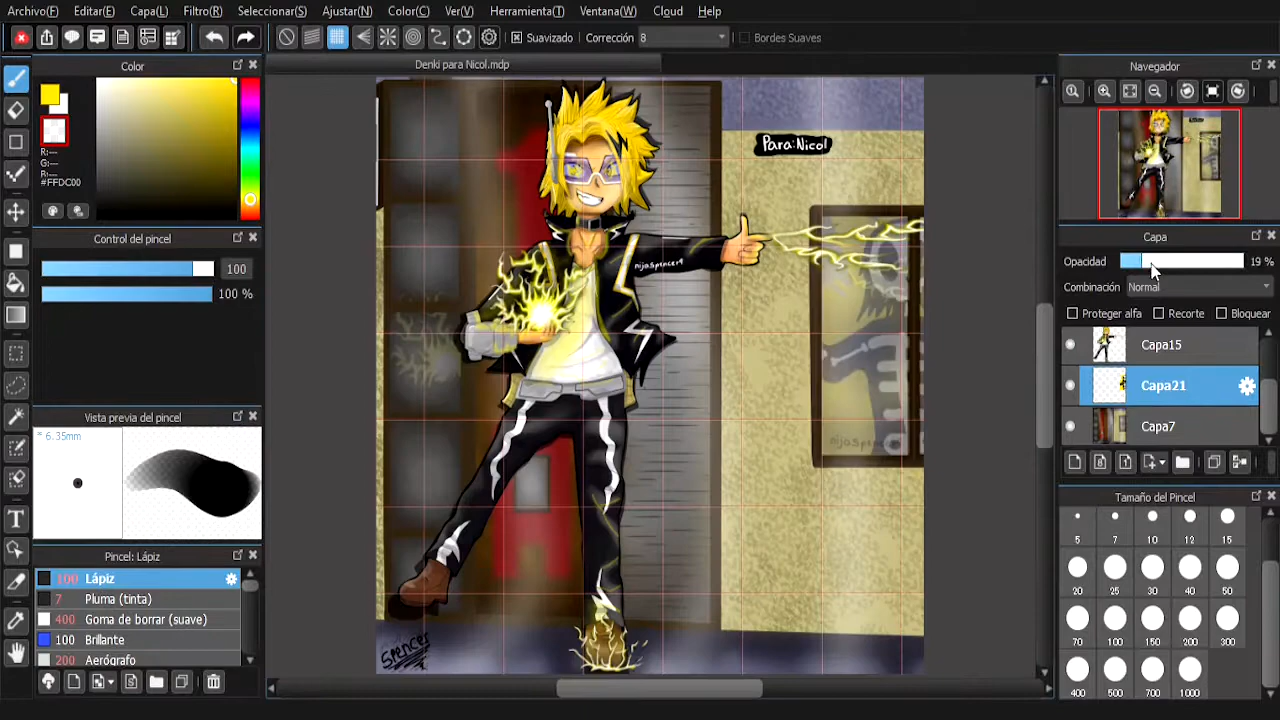 Archivo(F) Editar(E) Capa(L) Filtro(R) Seleccionar(S) Ajustar(N) Color(C) Ver(V) Herramienta(T) Ventana(W) Cloud Help
Suavizado Corrección 8 Bordes Suaves
Color
R:---
G:---
R:---
#FFDC00
Control del pincel
100
100 %
Vista previa del pincel
* 6.35mm
Pincel: Lápiz
100 Lápiz
7 Pluma (tinta)
400 Goma de borrar (suave)
100 Brillante
200 Aerógrafo
Denki para Nicol.mdp
Para:Nicol
nijaSpencer9
nijaSpencer
Spencer
Navegador
Capa
Opacidad 19 %
Combinación Normal
Proteger alfa Recorte Bloquear
Capa15
Capa21
Capa7
Tamaño del Pincel
5 7 10 12 15
20 25 30 40 50
70 100 150 200 300
400 500 700 1000